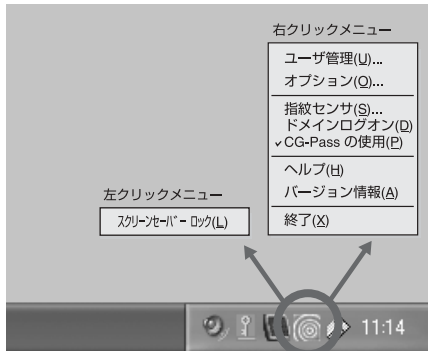 右クリックメニュー
ユーザ管理(U)...
オプション(O)...
指紋センサ(S)...
ドメインログオン(D)
✓CG-Pass の使用(P)
ヘルプ(H)
バージョン情報(A)
終了(X)
左クリックメニュー
スクリーンセーバー ロック(L)
11:14